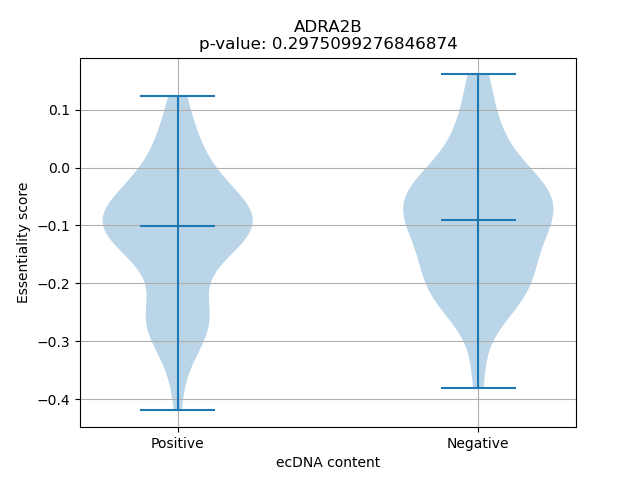 ADRA2B
p-value: 0.2975099276846874
Essentiality score
0.1
0.0
−0.1
−0.2
−0.3
−0.4
Positive
Negative
ecDNA content